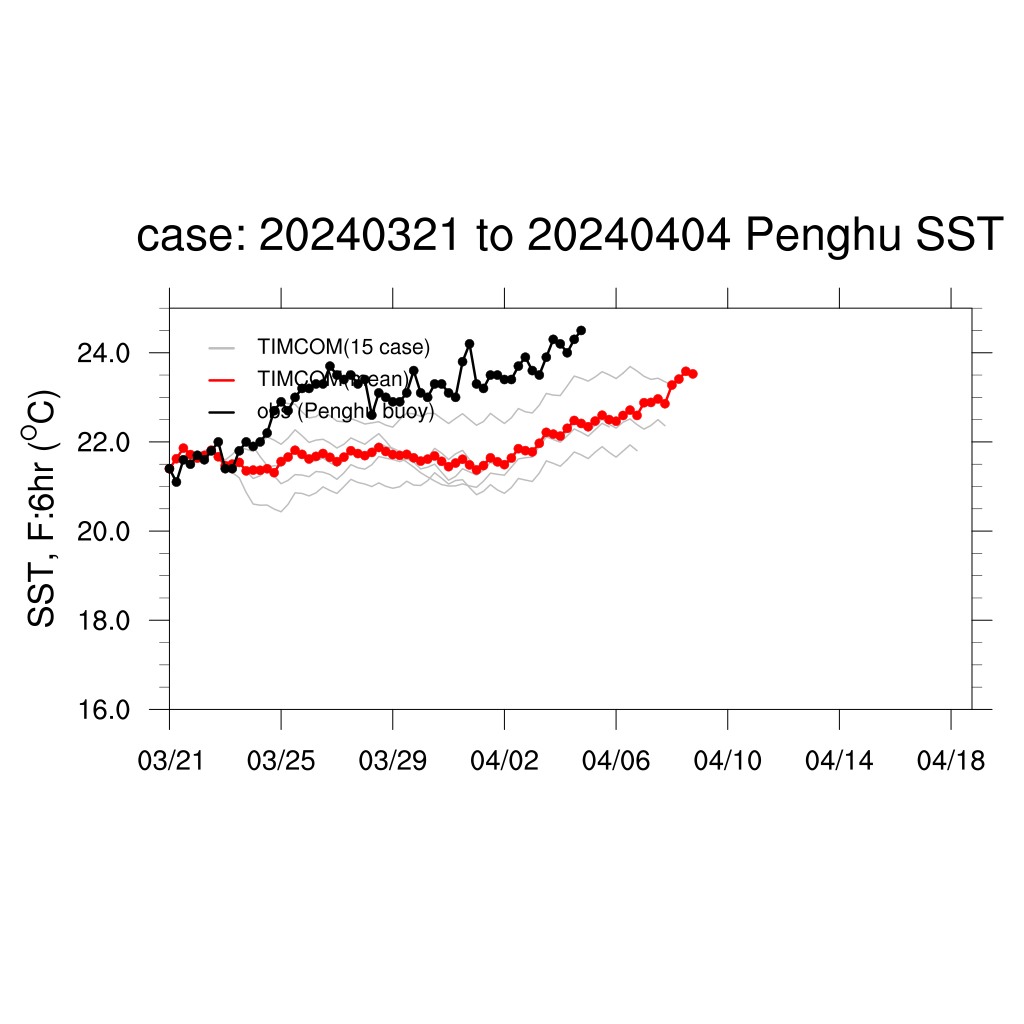 case: 20240321 to 20240404 Penghu SST
SST, F:6hr (°C)
24.0
22.0
20.0
18.0
16.0
TIMCOM(15 case)
TIMCOM(mean)
obs (Penghu buoy)
03/21 03/25 03/29 04/02 04/06 04/10 04/14 04/18